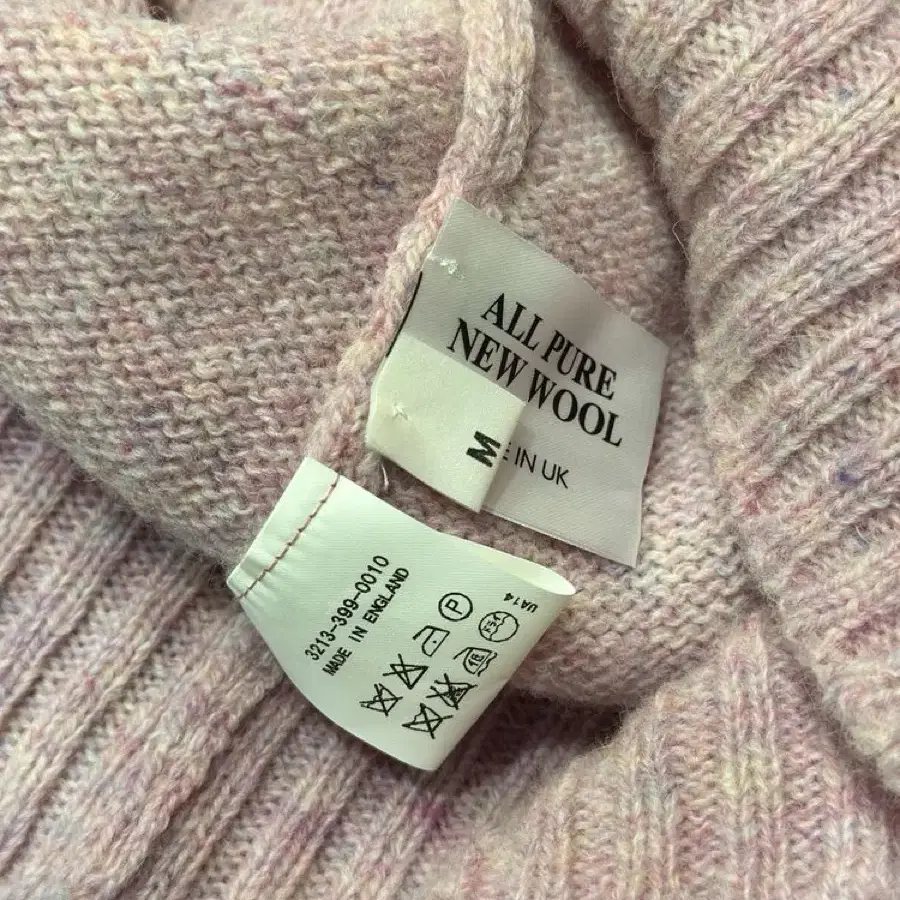 ALL PURE
NEW WOOL
M
E IN UK
3213-399-0010
MADE IN ENGLAND
P
UA14